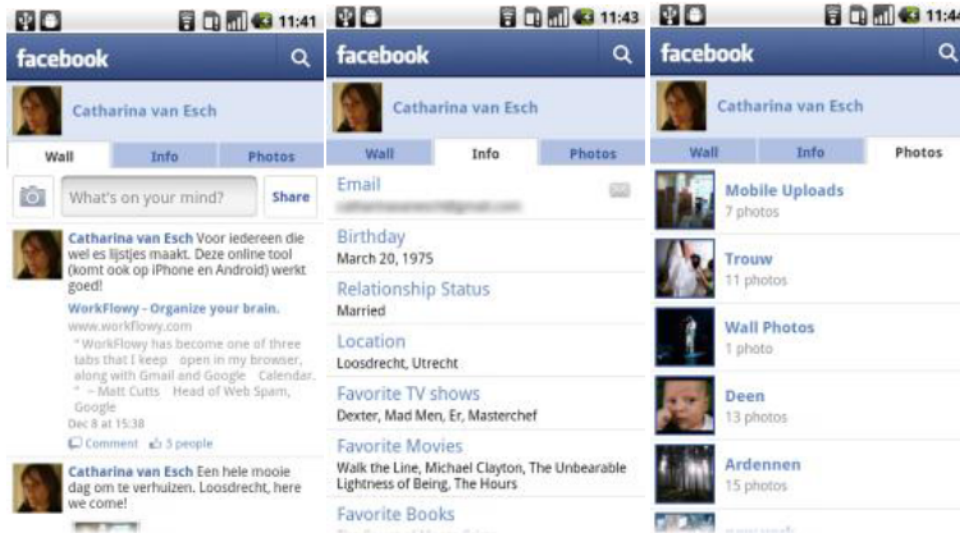 11:41
facebook
Catharina van Esch
Wall Info Photos
What's on your mind? Share
Catharina van Esch Voor iedereen die
wel es lijstjes maakt. Deze online tool
(komt ook op iPhone en Android) werkt
goed!
WorkFlowy - Organize your brain.
www.workflowy.com
"WorkFlowy has become one of three
tabs that I keep open in my browser,
along with Gmail and Google Calendar.
" – Matt Cutts Head of Web Spam,
Google
Dec 8 at 15:38
Comment 3 people
Catharina van Esch Een hele mooie
dag om te verhuizen. Loosdrecht, here
we come!
11:43
facebook
Catharina van Esch
Wall Info Photos
Email
Birthday
March 20, 1975
Relationship Status
Married
Location
Loosdrecht, Utrecht
Favorite TV shows
Dexter, Mad Men, Er, Masterchef
Favorite Movies
Walk the Line, Michael Clayton, The Unbearable
Lightness of Being, The Hours
Favorite Books
11:44
facebook
Catharina van Esch
Wall Info Photos
Mobile Uploads
7 photos
Trouw
11 photos
Wall Photos
1 photo
Deen
13 photos
Ardennen
15 photos